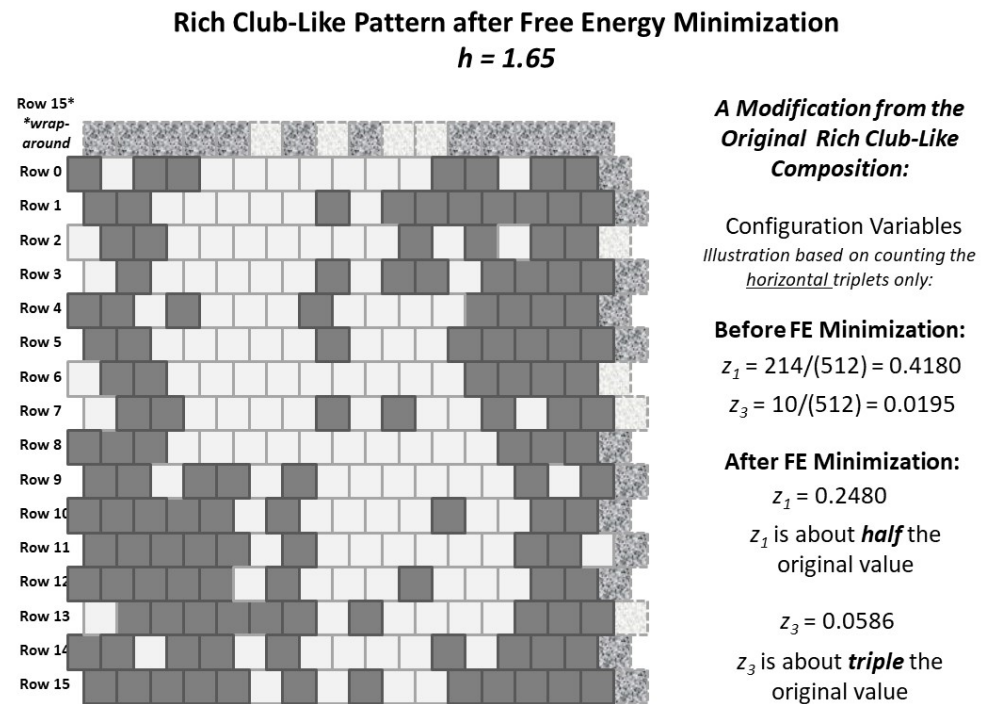 Rich Club-Like Pattern after Free Energy Minimization
h = 1.65
Row 15*
*wrap-
around
Row 0
Row 1
Row 2
Row 3
Row 4
Row 5
Row 6
Row 7
Row 8
Row 9
Row 10
Row 11
Row 12
Row 13
Row 14
Row 15
A Modification from the
Original Rich Club-Like
Composition:
Configuration Variables
Illustration based on counting the
horizontal triplets only:
Before FE Minimization:
z₁ = 214/(512) = 0.4180
z₃ = 10/(512) = 0.0195
After FE Minimization:
z₁ = 0.2480
z₁ is about half the
original value
z₃ = 0.0586
z₃ is about triple the
original value